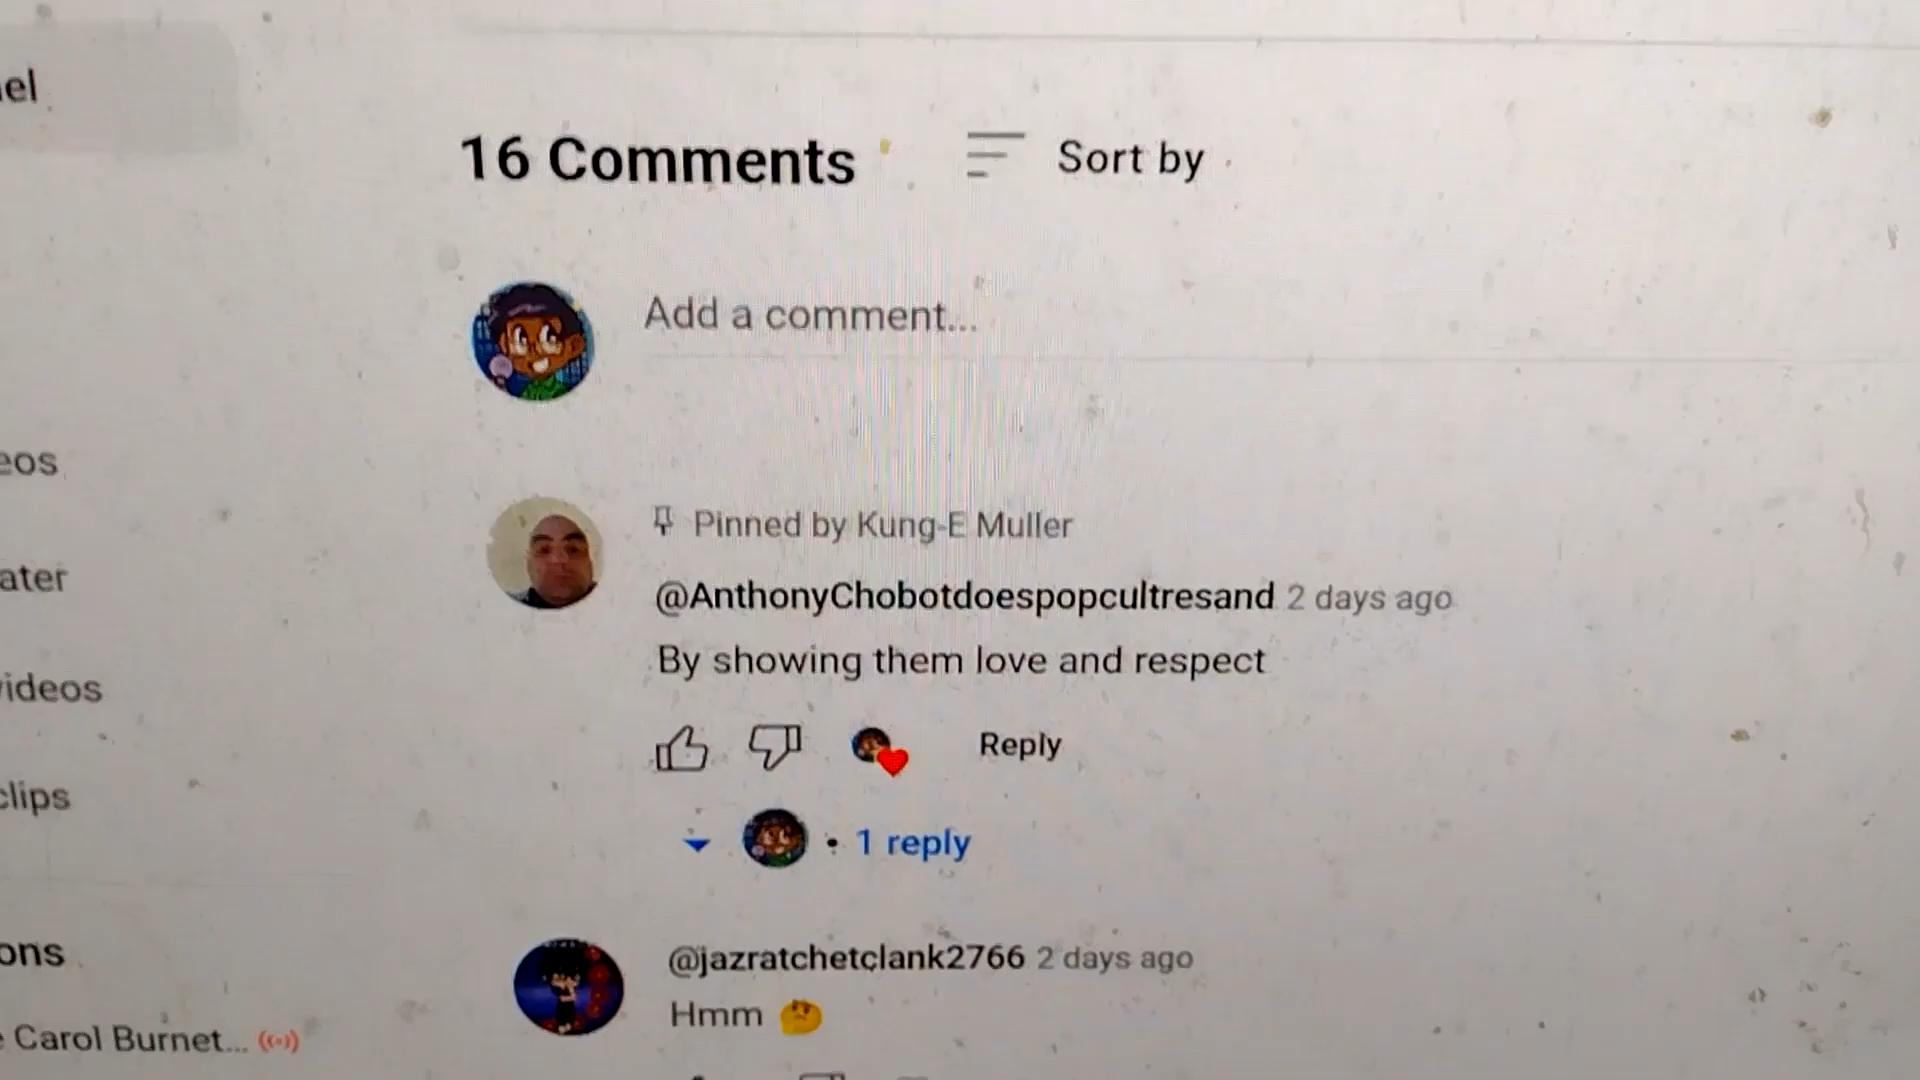 el
16 Comments
Sort by
Add a comment...
eos
Pinned by Kung-E Muller
ater
@AnthonyChobotdoespopcultresand 2 days ago
By showing them love and respect
videos
Reply
clips
1 reply
ons
@jazratchetclank2766 2 days ago
Hmm 🤔
Carol Burnet...